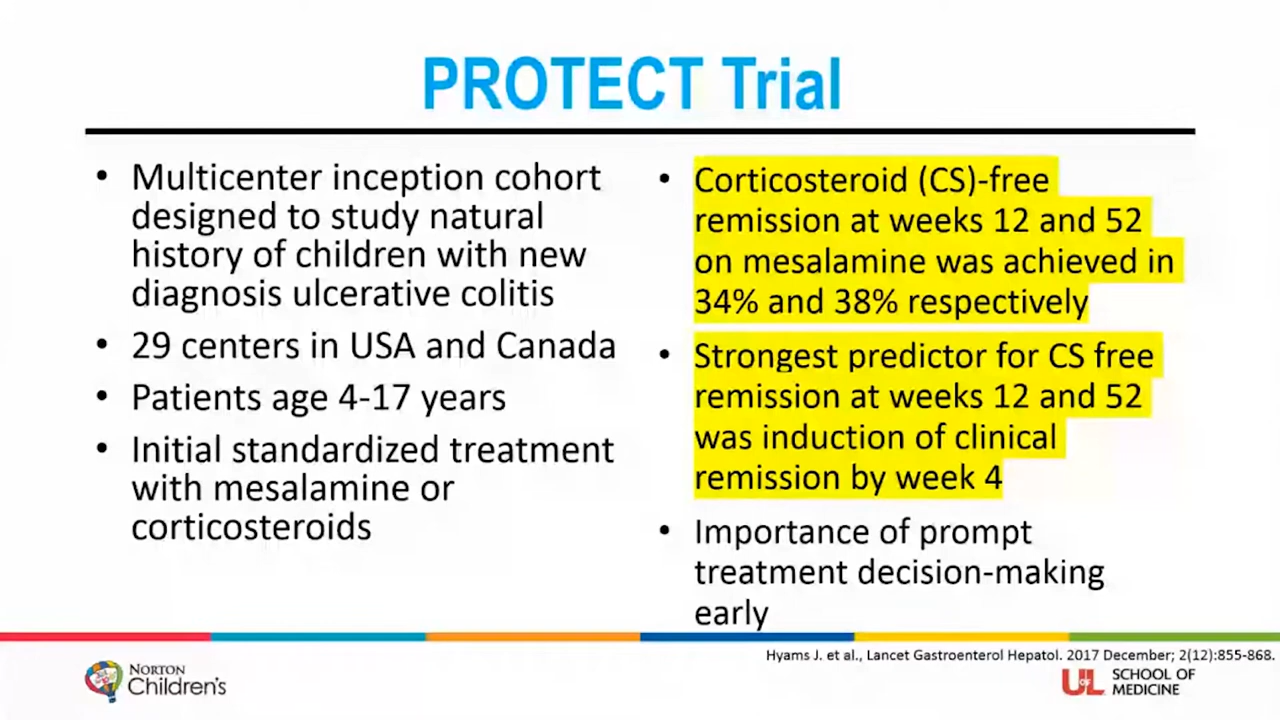 PROTECT Trial
• Multicenter inception cohort
designed to study natural
history of children with new
diagnosis ulcerative colitis
• 29 centers in USA and Canada
• Patients age 4-17 years
• Initial standardized treatment
with mesalamine or
corticosteroids
• Corticosteroid (CS)-free
remission at weeks 12 and 52
on mesalamine was achieved in
34% and 38% respectively
• Strongest predictor for CS free
remission at weeks 12 and 52
was induction of clinical
remission by week 4
• Importance of prompt
treatment decision-making
early
Hyams J. et al., Lancet Gastroenterol Hepatol. 2017 December; 2(12):855-868.
NORTON
Children's
UofL
SCHOOL OF
MEDICINE